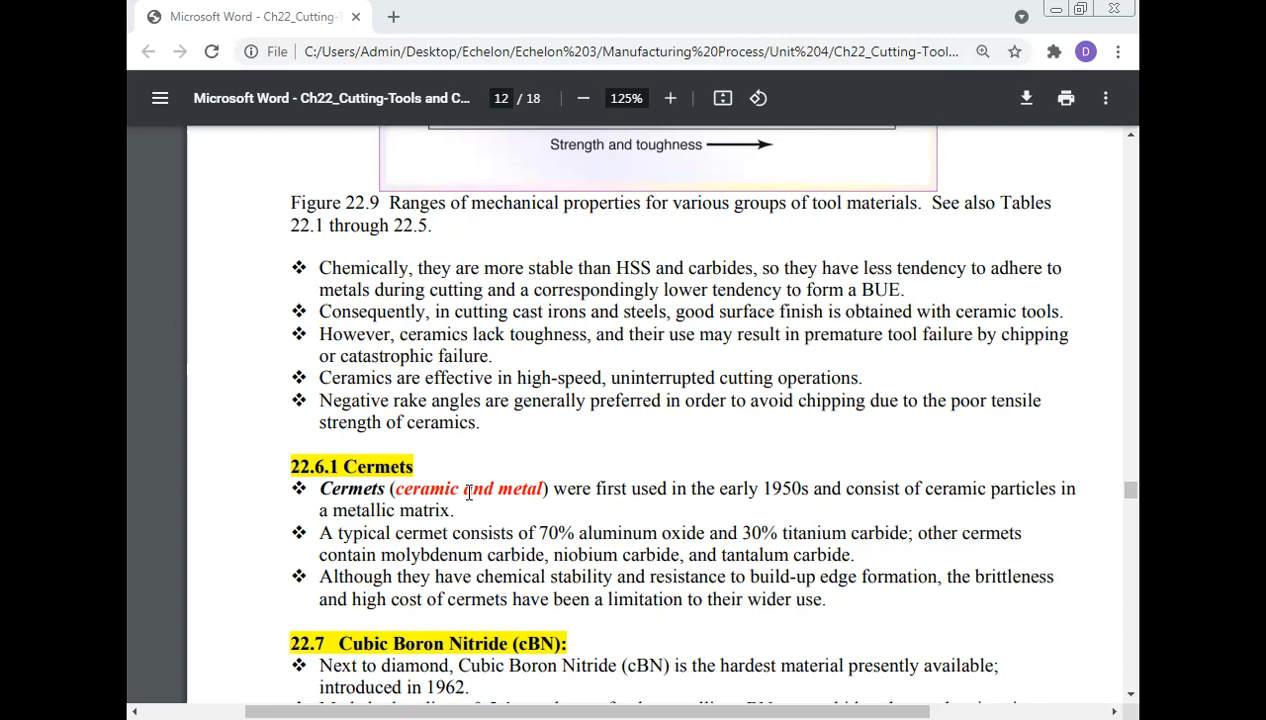 Microsoft Word - Ch22_Cutting-T
File C:/Users/Admin/Desktop/Echelon/Echelon%203/Manufacturing%20Process/Unit%204/Ch22_Cutting-Tool...
D
Microsoft Word - Ch22_Cutting-Tools and C... 12 / 18 125%
Strength and toughness
Figure 22.9 Ranges of mechanical properties for various groups of tool materials. See also Tables
22.1 through 22.5.
❖ Chemically, they are more stable than HSS and carbides, so they have less tendency to adhere to
metals during cutting and a correspondingly lower tendency to form a BUE.
❖ Consequently, in cutting cast irons and steels, good surface finish is obtained with ceramic tools.
❖ However, ceramics lack toughness, and their use may result in premature tool failure by chipping
or catastrophic failure.
❖ Ceramics are effective in high-speed, uninterrupted cutting operations.
❖ Negative rake angles are generally preferred in order to avoid chipping due to the poor tensile
strength of ceramics.
22.6.1 Cermets
❖ Cermets (ceramic and metal) were first used in the early 1950s and consist of ceramic particles in
a metallic matrix.
❖ A typical cermet consists of 70% aluminum oxide and 30% titanium carbide; other cermets
contain molybdenum carbide, niobium carbide, and tantalum carbide.
❖ Although they have chemical stability and resistance to build-up edge formation, the brittleness
and high cost of cermets have been a limitation to their wider use.
22.7 Cubic Boron Nitride (cBN):
❖ Next to diamond, Cubic Boron Nitride (cBN) is the hardest material presently available;
introduced in 1962.